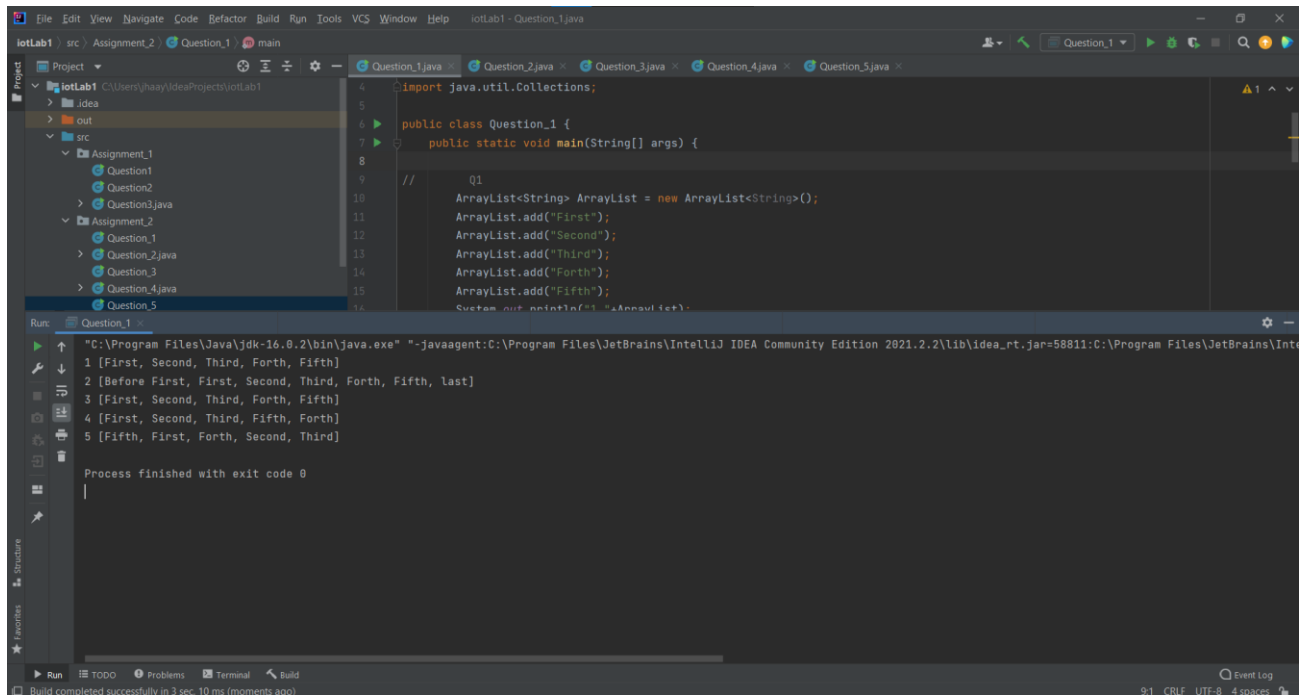 File Edit View Navigate Code Refactor Build Run Tools VCS Window Help iotLab1 - Question_1.java
iotLab1 src Assignment_2 Question_1 main Question_1
Project
Project
Question_1.java Question_2.java Question_3.java Question_4.java Question_5.java
iotLab1 C:\Users\jhaay\IdeaProjects\iotLab1
.idea
out
src
Assignment_1
Question1
Question2
Question3.java
Assignment_2
Question_1
Question_2.java
Question_3
Question_4.java
Question_5
4 import java.util.Collections;
5
6 public class Question_1 {
7 public static void main(String[] args) {
8
9 // Q1
10 ArrayList<String> ArrayList = new ArrayList<String>();
11 ArrayList.add("First");
12 ArrayList.add("Second");
13 ArrayList.add("Third");
14 ArrayList.add("Forth");
15 ArrayList.add("Fifth");
16 System.out.println("1 "+ArrayList);
1
Run: Question_1
"C:\Program Files\Java\jdk-16.0.2\bin\java.exe" "-javaagent:C:\Program Files\JetBrains\IntelliJ IDEA Community Edition 2021.2.2\lib\idea_rt.jar=58811:C:\Program Files\JetBrains\Inte
1 [First, Second, Third, Forth, Fifth]
2 [Before First, First, Second, Third, Forth, Fifth, last]
3 [First, Second, Third, Forth, Fifth]
4 [First, Second, Third, Fifth, Forth]
5 [Fifth, First, Forth, Second, Third]
Process finished with exit code 0
Structure
Favorites
Run TODO Problems Terminal Build Event Log
Build completed successfully in 3 sec, 10 ms (moments ago) 9:1 CRLF UTF-8 4 spaces